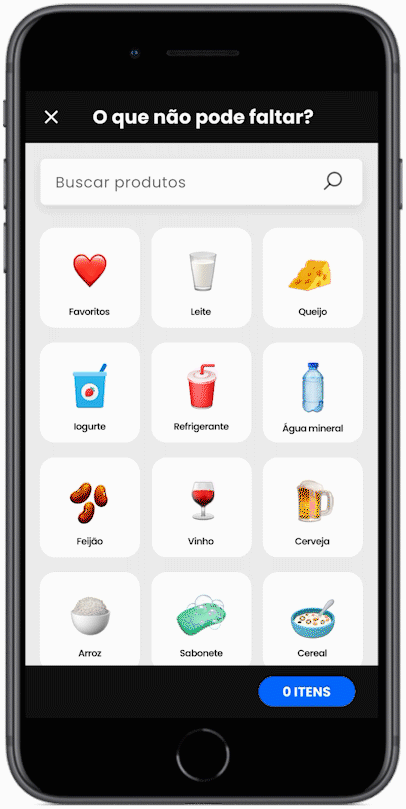 O que não pode faltar?
Buscar produtos
Favoritos
Leite
Queijo
Iogurte
Refrigerante
Água mineral
Feijão
Vinho
Cerveja
Arroz
Sabonete
Cereal
0 ITENS